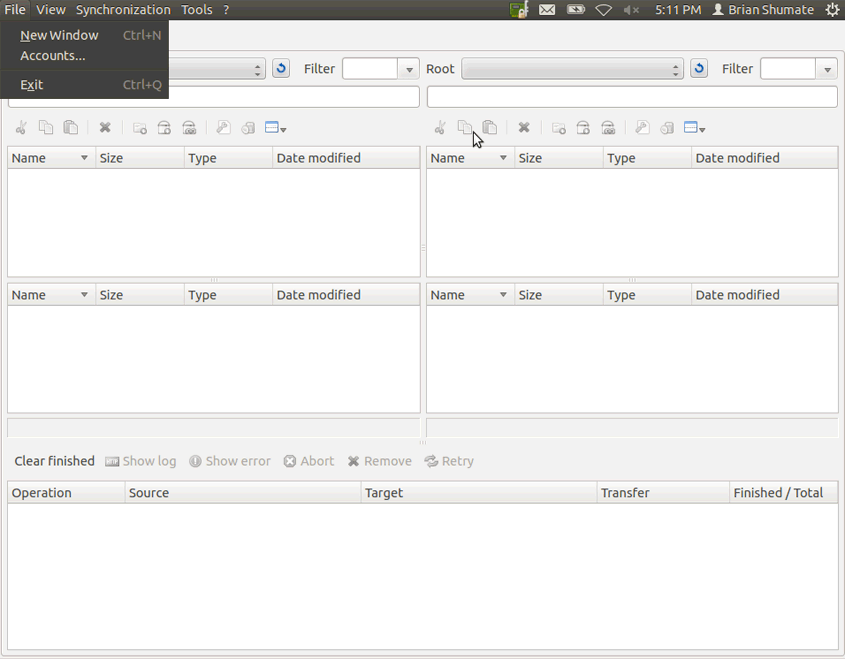 File View Synchronization Tools ? 5:11 PM Brian Shumate
New Window Ctrl+N
Accounts...
Exit Ctrl+Q
Filter Root Filter
Name Size Type Date modified Name Size Type Date modified
Name Size Type Date modified Name Size Type Date modified
Clear finished Show log Show error Abort Remove Retry
Operation Source Target Transfer Finished / Total